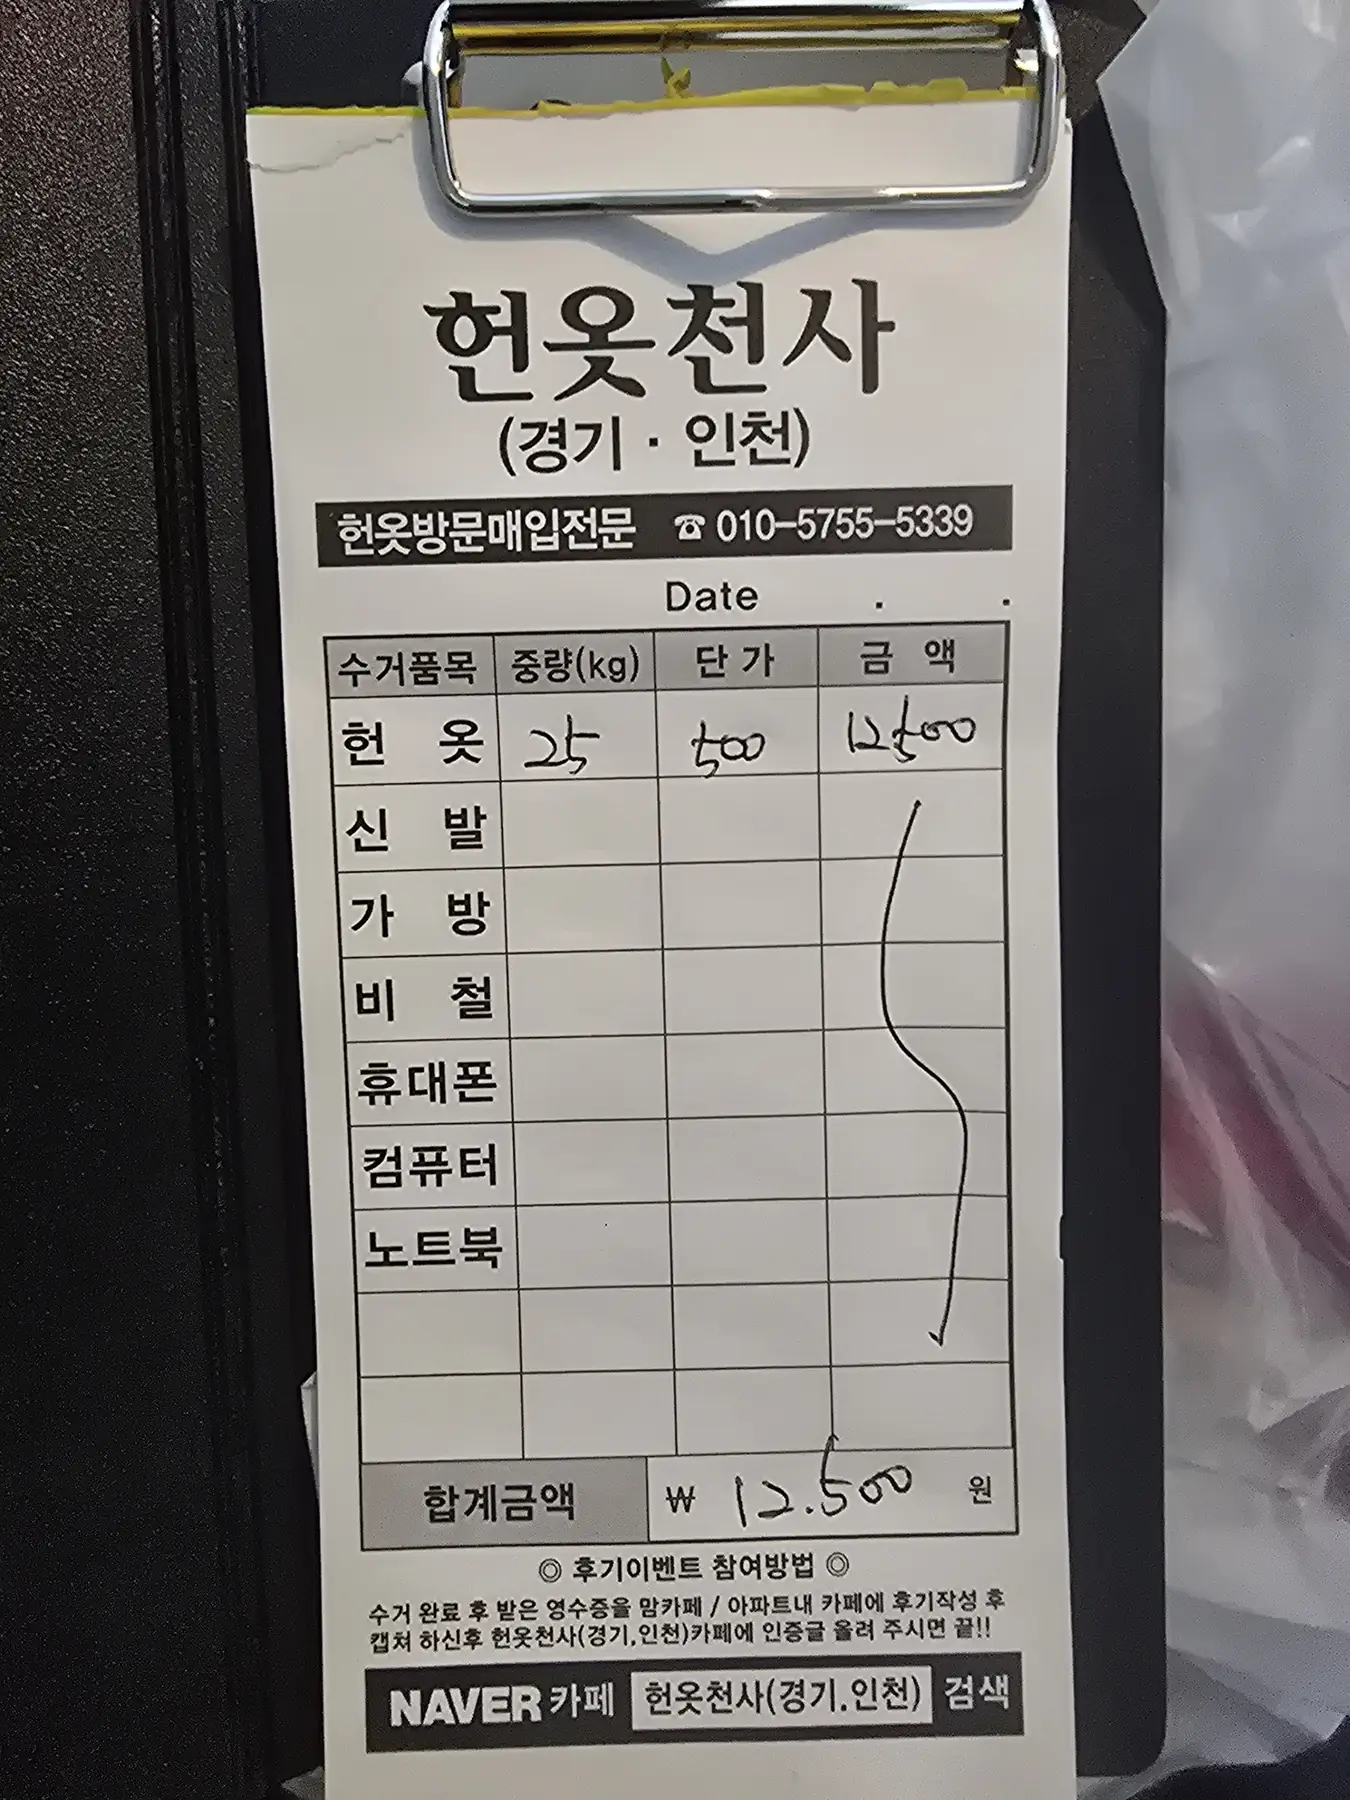 헌옷천사
(경기 · 인천)
헌옷방문매입전문 ☎ 010-5755-5339
Date . .
수거품목 중량(kg) 단 가 금 액
헌 옷 25 500 12,500
신 발
가 방
비 철
휴대폰
컴퓨터
노트북
합계금액 ₩ 12.500 원
◎ 후기이벤트 참여방법 ◎
수거 완료 후 받은 영수증을 맘카페 / 아파트내 카페에 후기작성 후
캡쳐 하신후 헌옷천사(경기,인천)카페에 인증글 올려 주시면 끝!!
NAVER 카페 헌옷천사(경기.인천) 검색